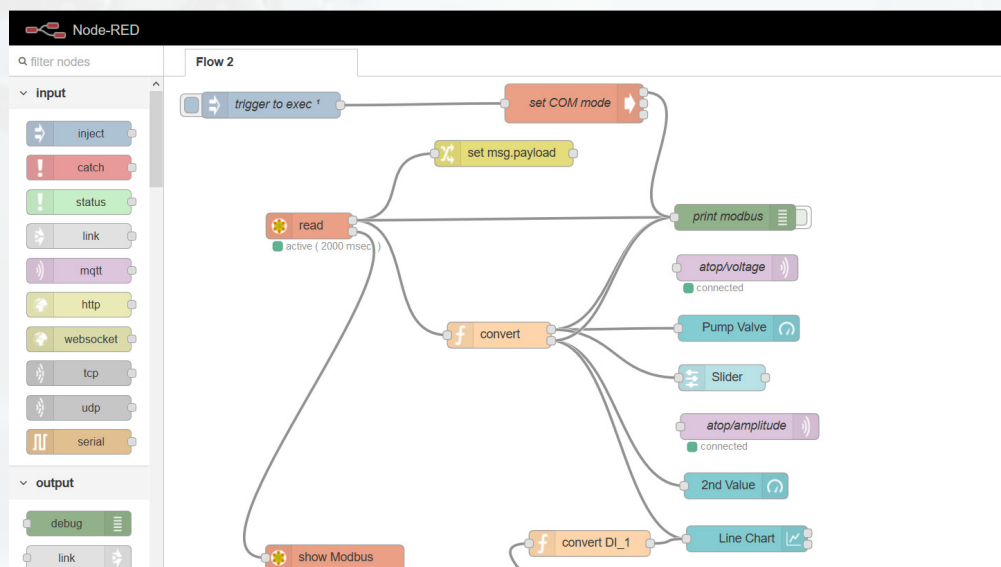 Node-RED
filter nodes
Flow 2
input
inject
catch
status
link
mqtt
http
websocket
tcp
udp
serial
output
debug
link
trigger to exec ¹
set COM mode
set msg.payload
read
active ( 2000 msec. )
print modbus
atop/voltage
connected
convert
Pump Valve
Slider
atop/amplitude
connected
2nd Value
convert DI_1
Line Chart
show Modbus